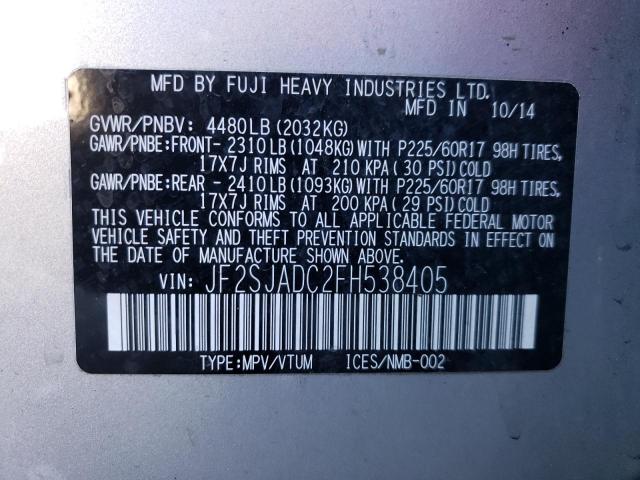 MFD BY FUJI HEAVY INDUSTRIES LTD.
MFD IN 10/14
GVWR/PNBV: 4480LB (2032KG)
GAWR/PNBE:FRONT- 2310LB (1048KG) WITH P225/60R17 98H TIRES,
17X7J RIMS AT 210 KPA ( 30 PSI) COLD
GAWR/PNBE:REAR - 2410LB (1093KG) WITH P225/60R17 98H TIRES,
17X7J RIMS AT 200 KPA ( 29 PSI) COLD
THIS VEHICLE CONFORMS TO ALL APPLICABLE FEDERAL MOTOR
VEHICLE SAFETY AND THEFT PREVENTION STANDARDS IN EFFECT ON
THE DATE OF MANUFACTURE SHOWN ABOVE.
VIN: JF2SJADC2FH538405
TYPE:MPV/VTUM ICES/NMB-002